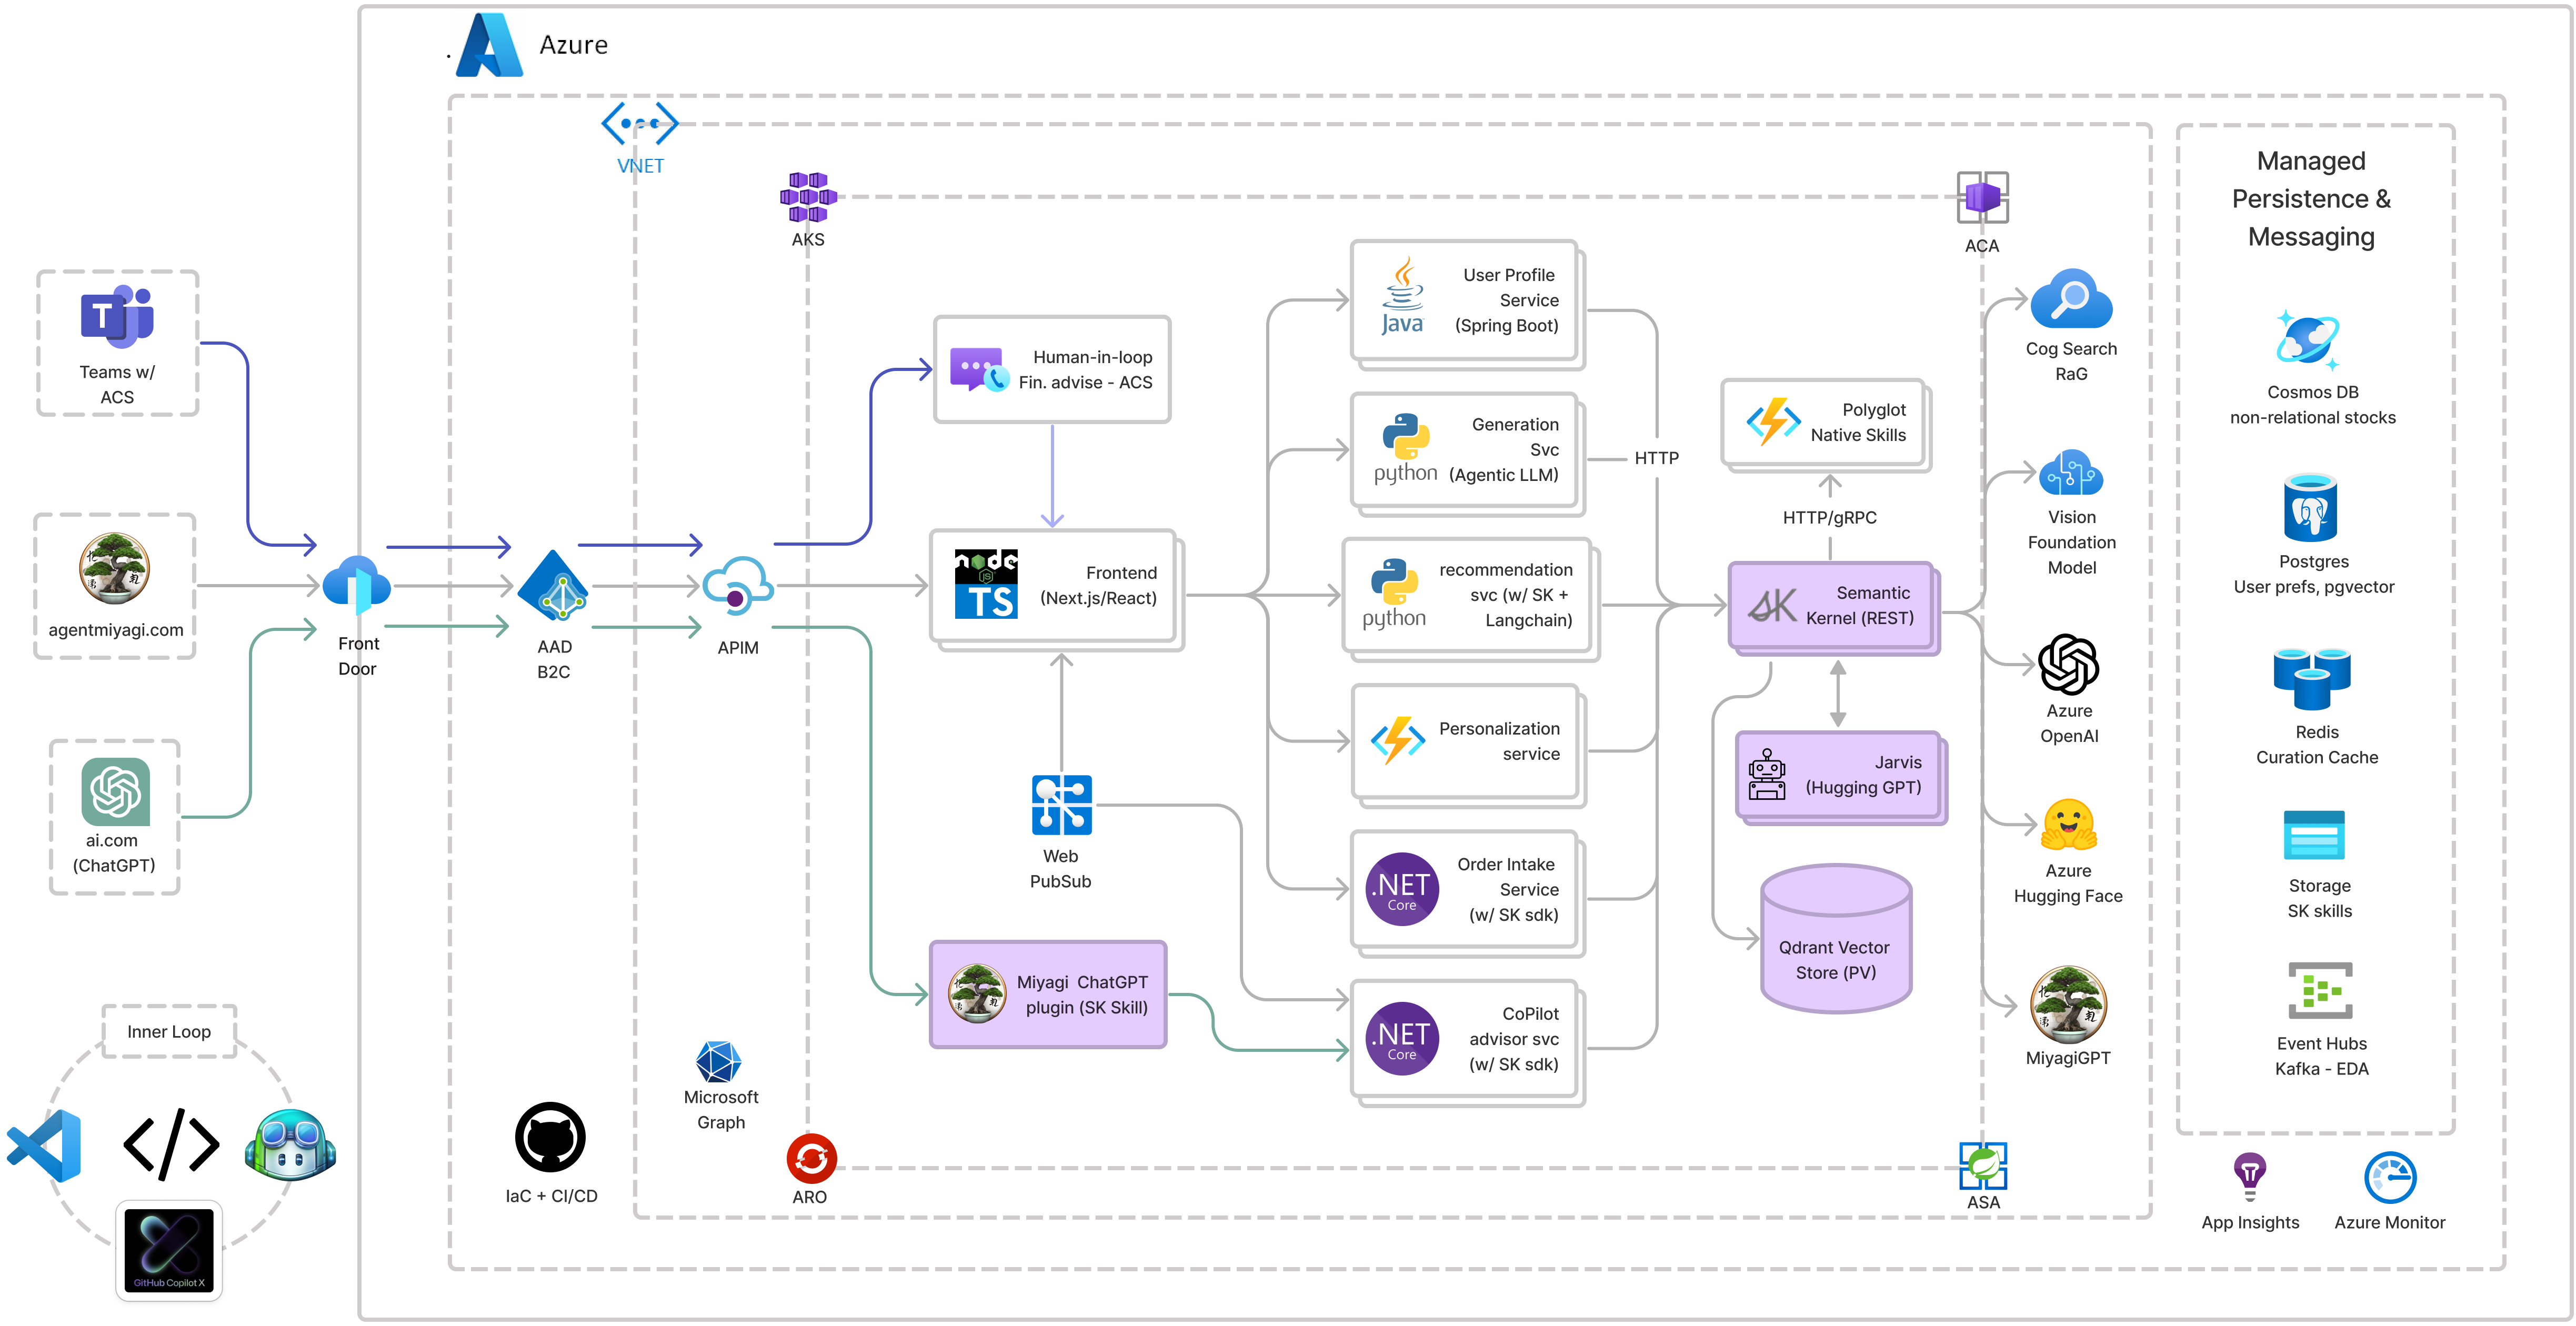 Azure
VNET
AKS
ACA
Managed
Persistence &
Messaging
T
Teams w/
ACS
agentmiyagi.com
ai.com
(ChatGPT)
Front
Door
AAD
B2C
APIM
Human-in-loop
Fin. advise - ACS
node
JS
TS
Frontend
(Next.js/React)
Web
PubSub
Miyagi ChatGPT
plugin (SK Skill)
Java
User Profile
Service
(Spring Boot)
python
Generation
Svc
(Agentic LLM)
python
recommendation
svc (w/ SK +
Langchain)
Personalization
service
.NET
Core
Order Intake
Service
(w/ SK sdk)
.NET
Core
CoPilot
advisor svc
(w/ SK sdk)
HTTP
Polyglot
Native Skills
HTTP/gRPC
SK
Semantic
Kernel (REST)
Jarvis
(Hugging GPT)
Qdrant Vector
Store (PV)
Cog Search
RaG
Vision
Foundation
Model
Azure
OpenAI
Azure
Hugging Face
MiyagiGPT
Cosmos DB
non-relational stocks
Postgres
User prefs, pgvector
Redis
Curation Cache
Storage
SK skills
Event Hubs
Kafka - EDA
Inner Loop
</>
GitHub Copilot X
IaC + CI/CD
Microsoft
Graph
ARO
ASA
App Insights
Azure Monitor